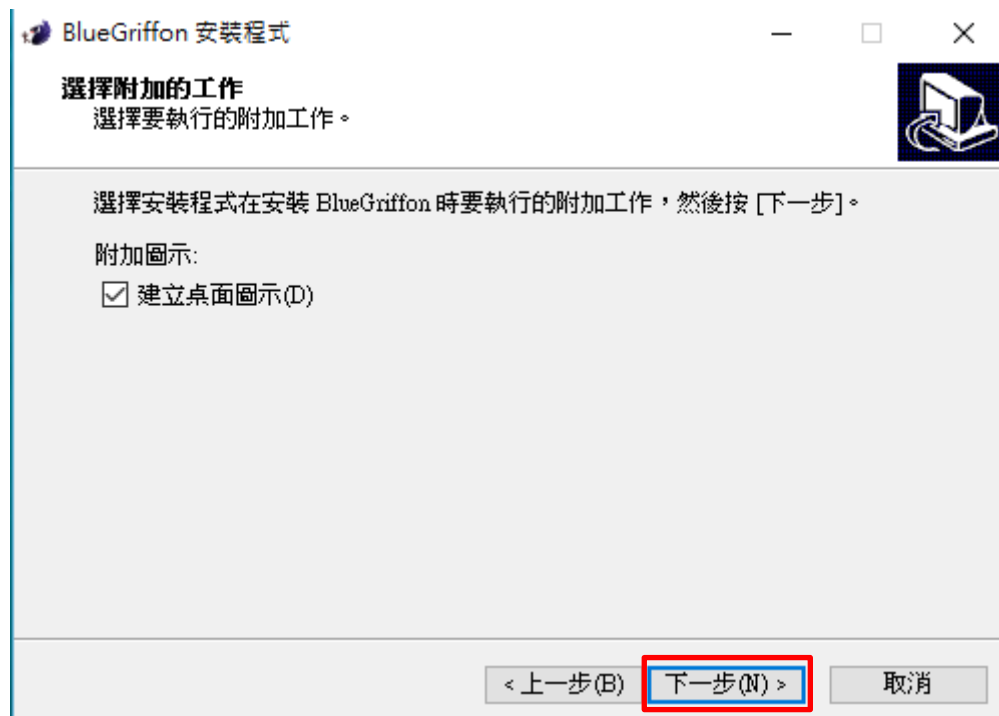 BlueGriffon 安裝程式
選擇附加的工作
選擇要執行的附加工作。
選擇安裝程式在安裝 BlueGriffon 時要執行的附加工作，然後按 [下一步]。
附加圖示:
建立桌面圖示(D)
< 上一步(B) 下一步(N) > 取消